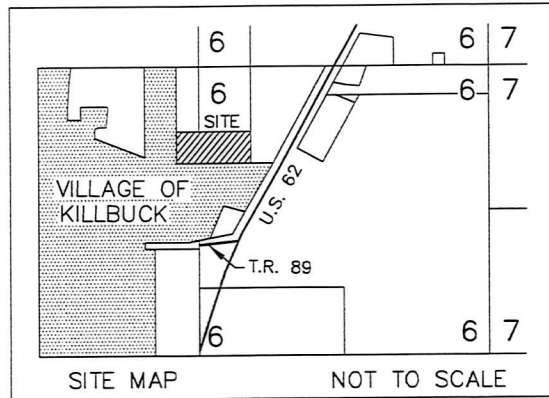 6
6 7
6
6 7
SITE
VILLAGE OF
KILLBUCK
U.S. 62
T.R. 89
6
6 7
SITE MAP
NOT TO SCALE